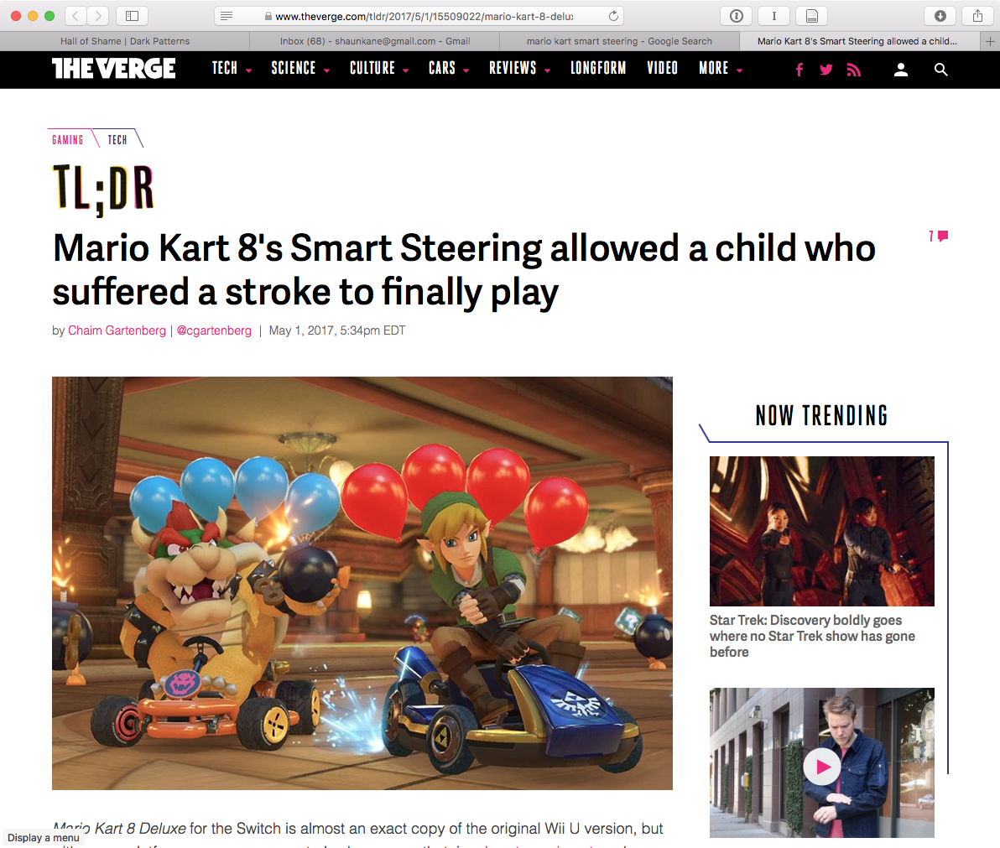 www.theverge.com/tldr/2017/5/1/15509022/mario-kart-8-delu
Hall of Shame | Dark Patterns
Inbox (68) - shaunkane@gmail.com - Gmail
mario kart smart steering - Google Search
Mario Kart 8's Smart Steering allowed a child...
THE VERGE
TECH
SCIENCE
CULTURE
CARS
REVIEWS
LONGFORM
VIDEO
MORE
GAMING
TECH
TL;DR
Mario Kart 8's Smart Steering allowed a child who
suffered a stroke to finally play
7
by Chaim Gartenberg | @cgartenberg | May 1, 2017, 5:34pm EDT
NOW TRENDING
Star Trek: Discovery boldly goes
where no Star Trek show has gone
before
Mario Kart 8 Deluxe for the Switch is almost an exact copy of the original Wii U version, but
Display a menu